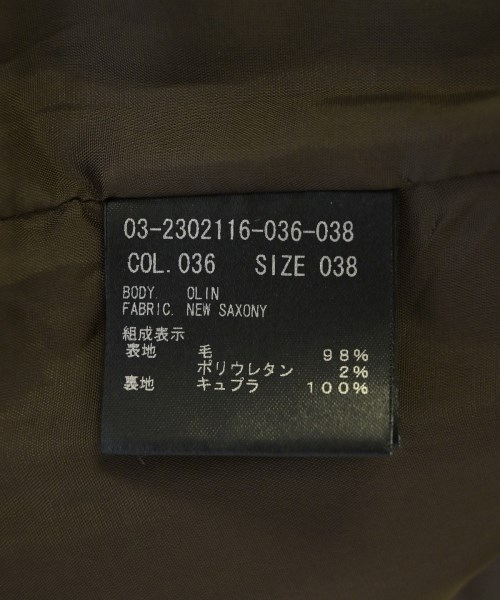 03-2302116-036-038
COL.036 SIZE 038
BODY. OLIN
FABRIC. NEW SAXONY
組成表示
表地 毛 98%
ポリウレタン 2%
裏地 キュプラ 100%